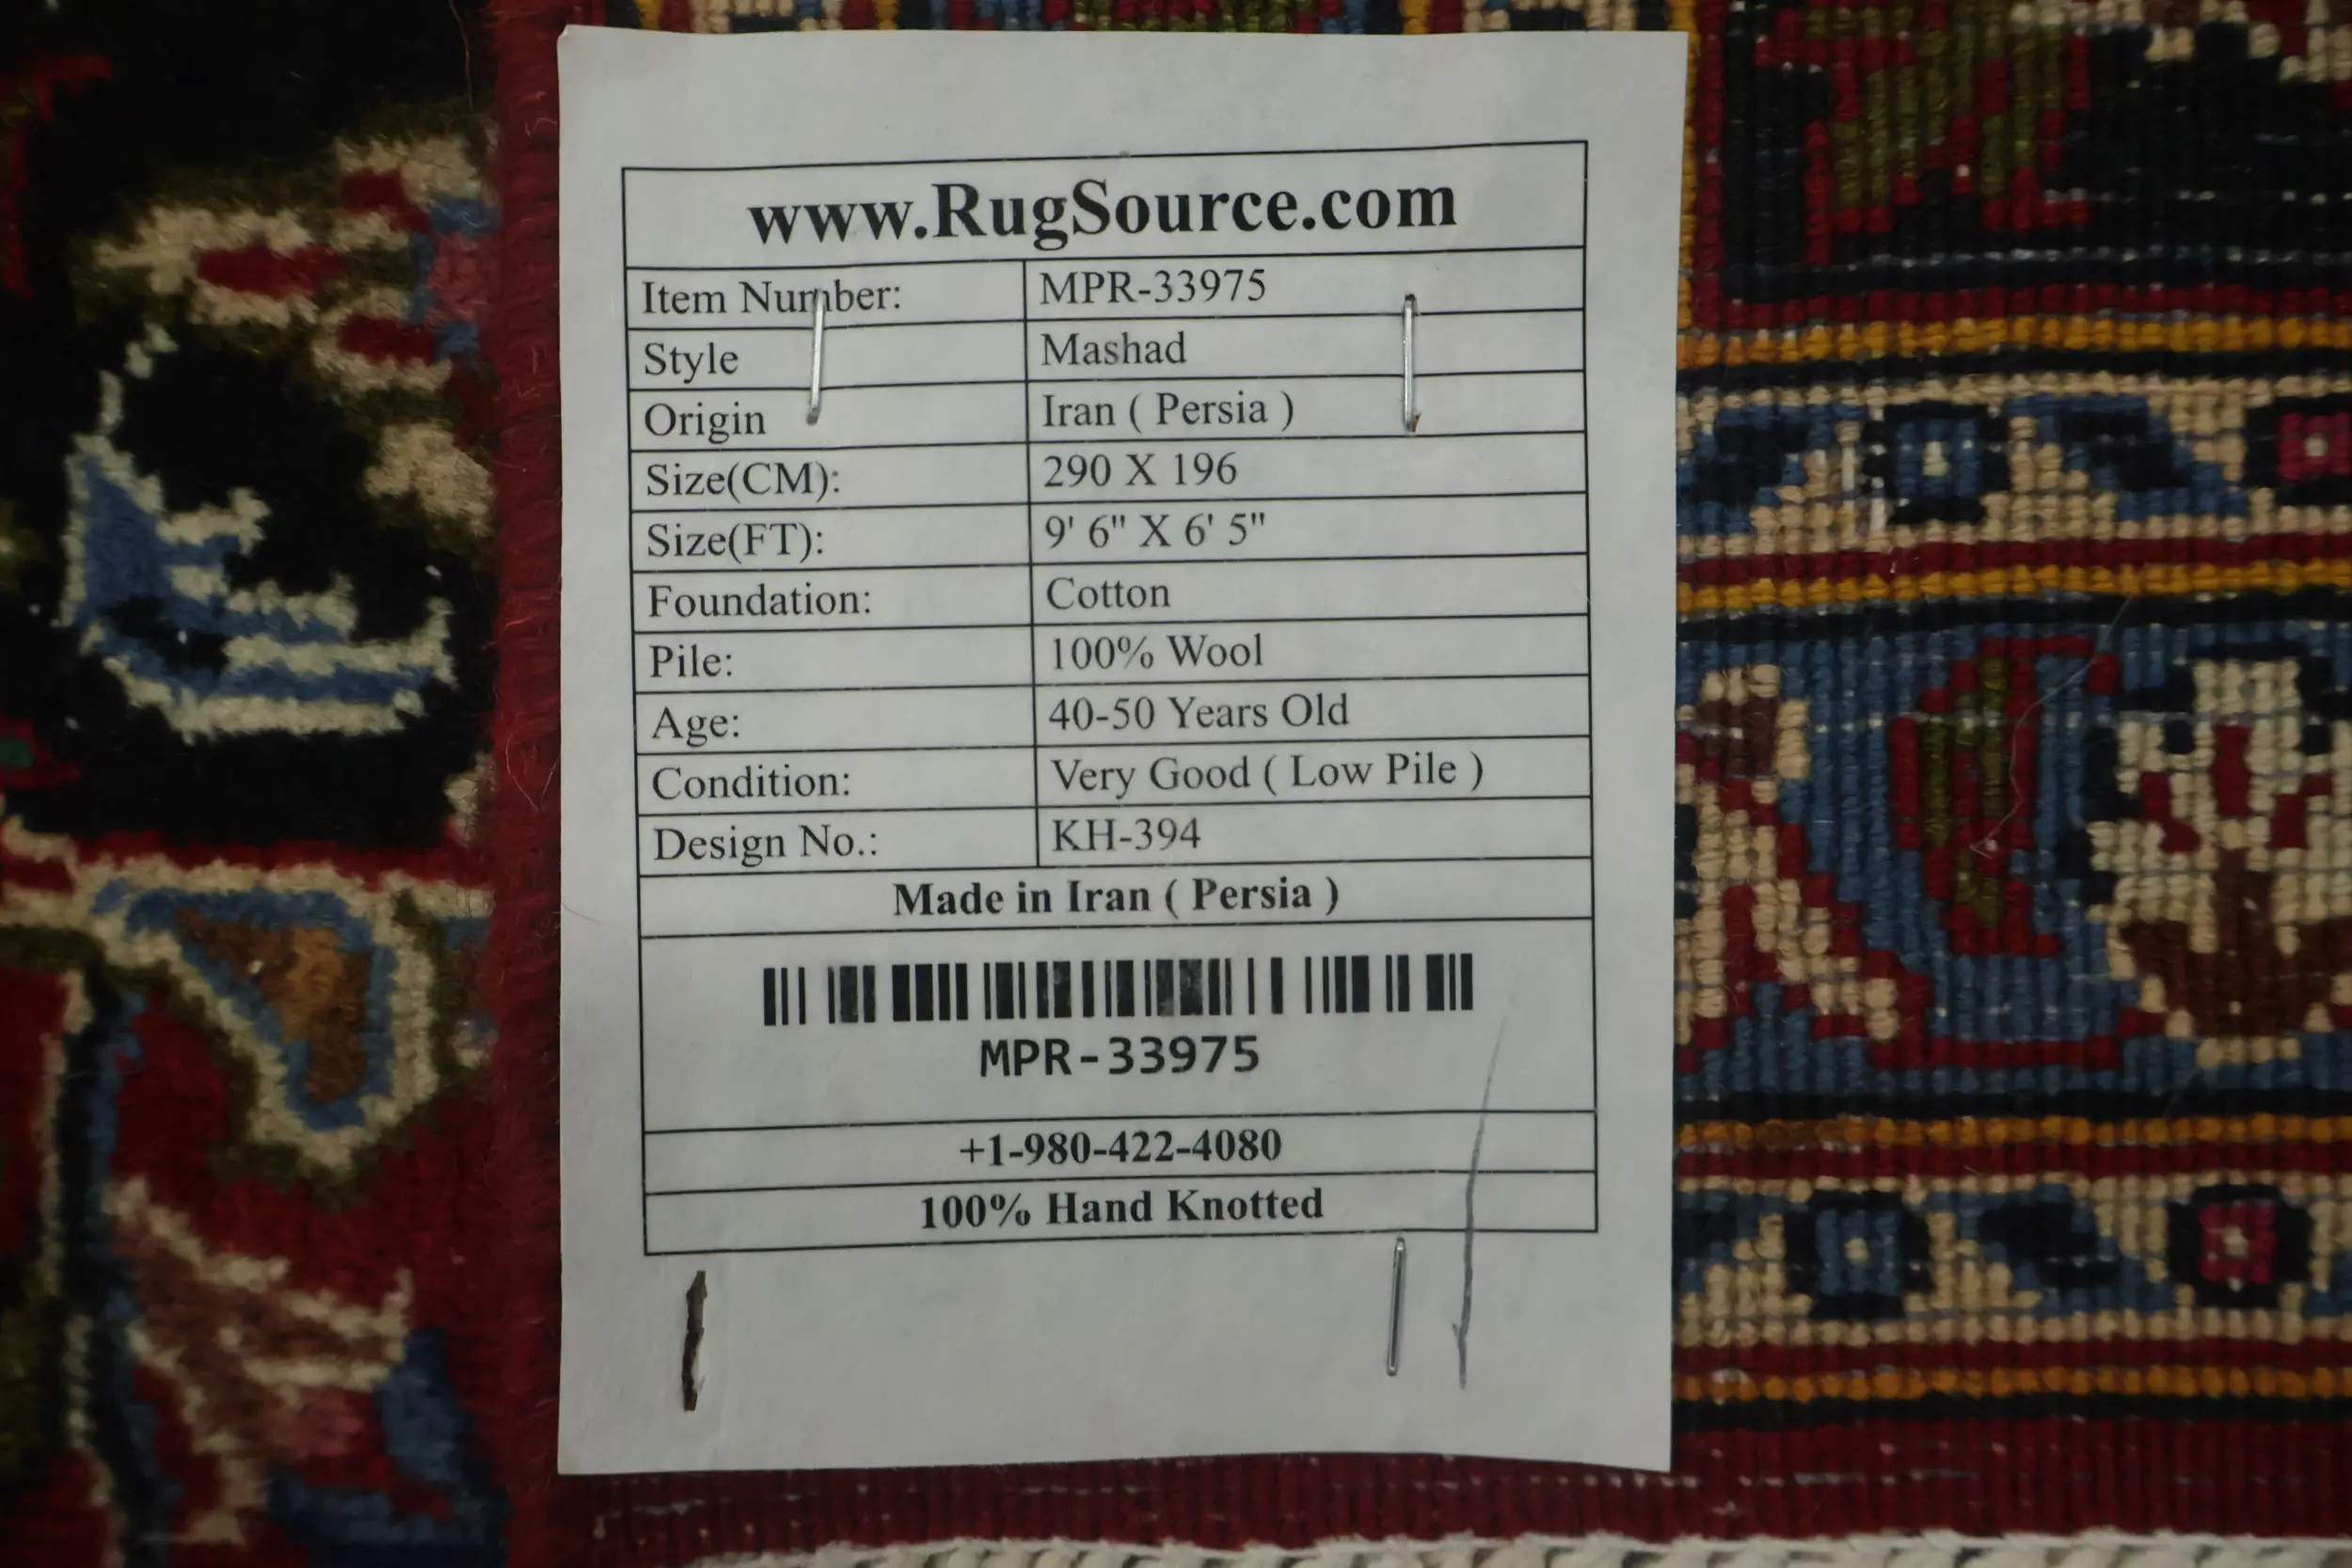 www.RugSource.com
Item Number: MPR-33975
Style Mashad
Origin Iran ( Persia )
Size(CM): 290 X 196
Size(FT): 9' 6" X 6' 5"
Foundation: Cotton
Pile: 100% Wool
Age: 40-50 Years Old
Condition: Very Good ( Low Pile )
Design No.: KH-394
Made in Iran ( Persia )
MPR-33975
+1-980-422-4080
100% Hand Knotted